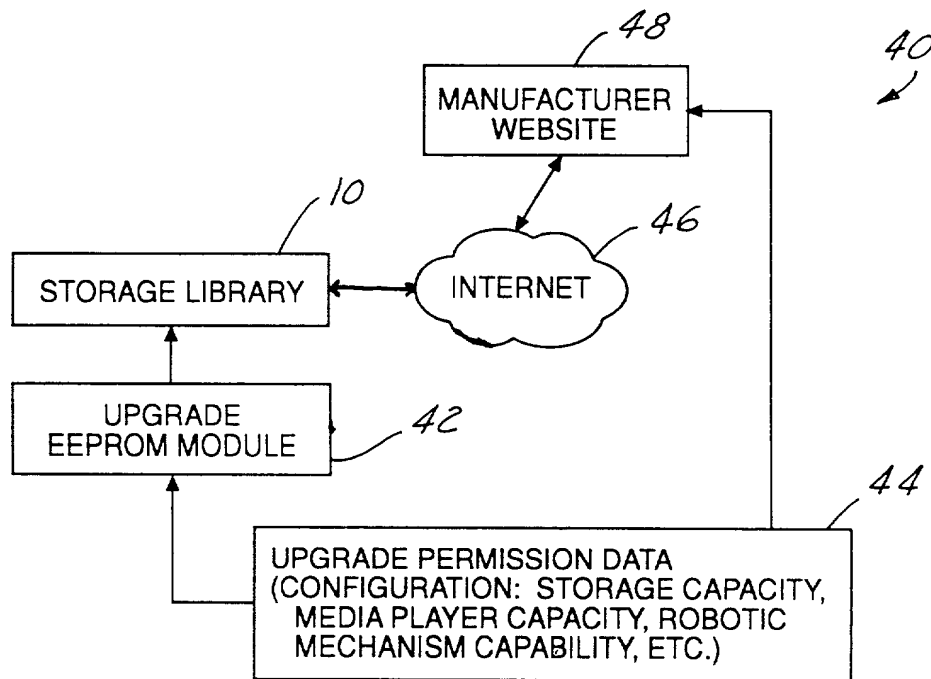 48
40
MANUFACTURER
WEBSITE
10
46
STORAGE LIBRARY
INTERNET
UPGRADE
EEPROM MODULE
42
44
UPGRADE PERMISSION DATA
(CONFIGURATION: STORAGE CAPACITY,
MEDIA PLAYER CAPACITY, ROBOTIC
MECHANISM CAPABILITY, ETC.)